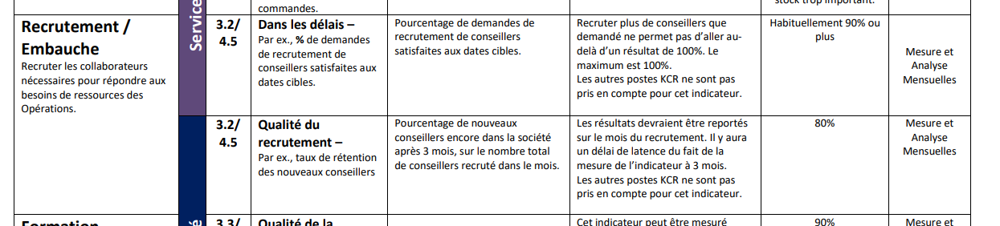 commandes.
stock trop important.
Recrutement /
Embauche
Recruter les collaborateurs
nécessaires pour répondre aux
besoins de ressources des
Opérations.
Service
3.2/
4.5
Dans les délais –
Par ex., % de demandes
de recrutement de
conseillers satisfaites aux
dates cibles.
Pourcentage de demandes de
recrutement de conseillers
satisfaites aux dates cibles.
Recruter plus de conseillers que
demandé ne permet pas d’aller au-
delà d’un résultat de 100%. Le
maximum est 100%.
Les autres postes KCR ne sont pas
pris en compte pour cet indicateur.
Habituellement 90% ou
plus
Mesure et
Analyse
Mensuelles
3.2/
4.5
Qualité du
recrutement –
Par ex., taux de rétention
des nouveaux conseillers
Pourcentage de nouveaux
conseillers encore dans la société
après 3 mois, sur le nombre total
de conseillers recruté dans le mois.
Les résultats devraient être reportés
sur le mois du recrutement. Il y aura
un délai de latence du fait de la
mesure de l’indicateur à 3 mois.
Les autres postes KCR ne sont pas
pris en compte pour cet indicateur.
80%
Mesure et
Analyse
Mensuelles
Formation
é
3.3/
Qualité de la
Cet indicateur peut être mesuré
90%
Mesure et